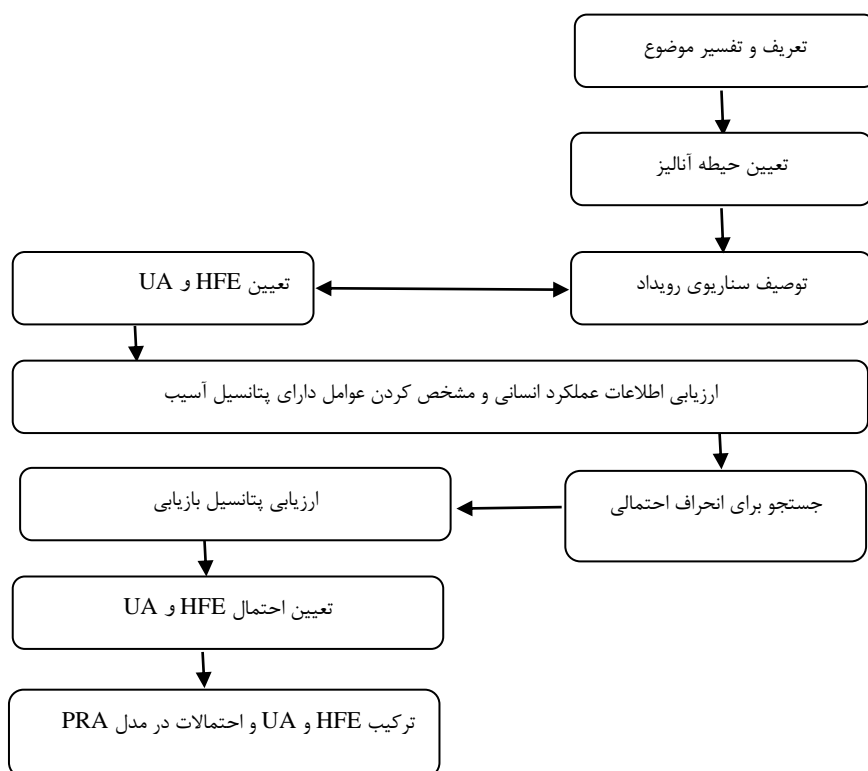 تعریف و تفسیر موضوع
تعیین حیطه آنالیز
توصیف سناریوی رویداد
تعیین HFE و UA
ارزیابی اطلاعات عملکرد انسانی و مشخص کردن عوامل دارای پتانسیل آسیب
جستجو برای انحراف احتمالی
ارزیابی پتانسیل بازیابی
تعیین احتمال HFE و UA
ترکیب HFE و UA و احتمالات در مدل PRA